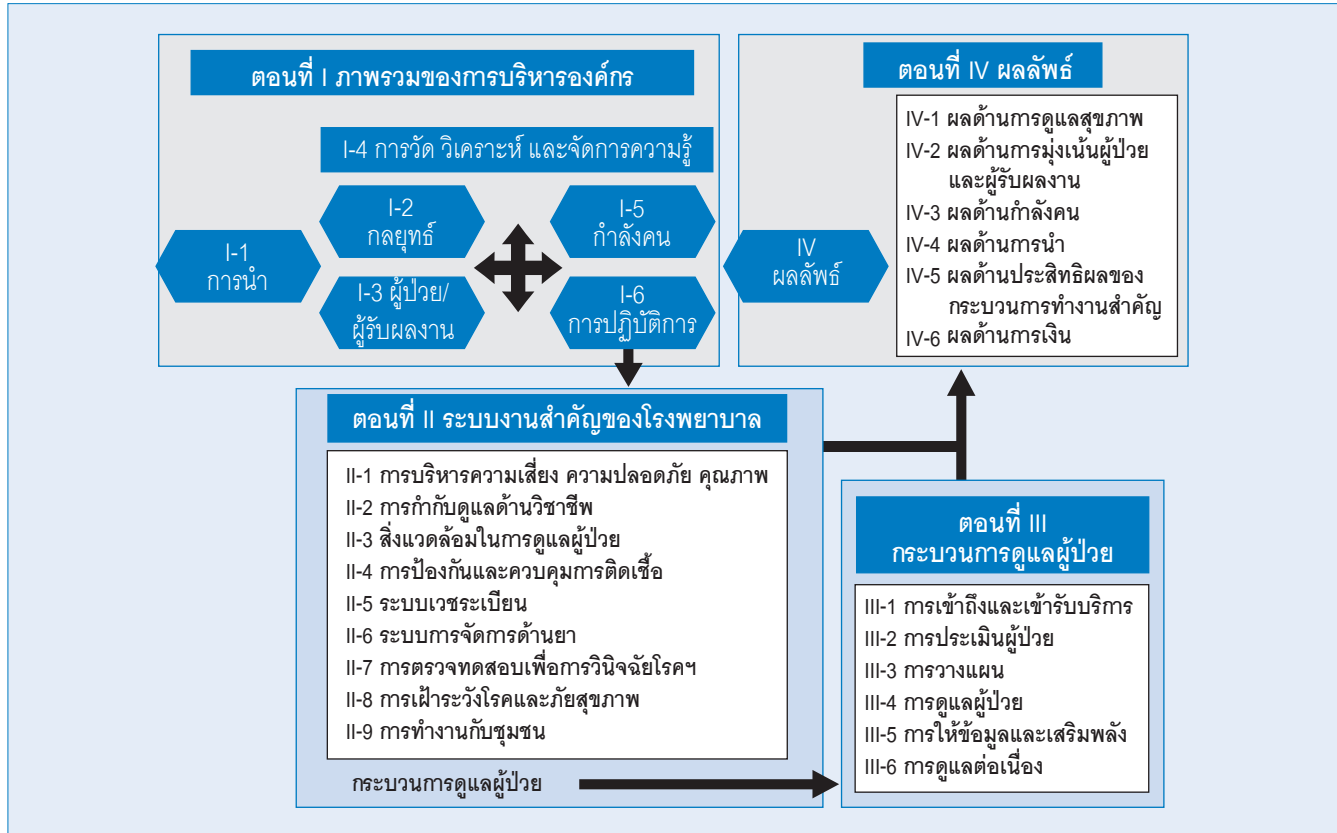 ตอนที่ I ภาพรวมของการบริหารองค์กร
I-4 การวัด วิเคราะห์ และจัดการความรู้
I-1
การนำ
I-2
กลยุทธ์
I-3 ผู้ป่วย/
ผู้รับผลงาน
I-5
กำลังคน
I-6
การปฏิบัติการ
ตอนที่ IV ผลลัพธ์
IV
ผลลัพธ์
IV-1 ผลด้านการดูแลสุขภาพ
IV-2 ผลด้านการมุ่งเน้นผู้ป่วย
และผู้รับผลงาน
IV-3 ผลด้านกำลังคน
IV-4 ผลด้านการนำ
IV-5 ผลด้านประสิทธิผลของ
กระบวนการทำงานสำคัญ
IV-6 ผลด้านการเงิน
ตอนที่ II ระบบงานสำคัญของโรงพยาบาล
II-1 การบริหารความเสี่ยง ความปลอดภัย คุณภาพ
II-2 การกำกับดูแลด้านวิชาชีพ
II-3 สิ่งแวดล้อมในการดูแลผู้ป่วย
II-4 การป้องกันและควบคุมการติดเชื้อ
II-5 ระบบเวชระเบียน
II-6 ระบบการจัดการด้านยา
II-7 การตรวจทดสอบเพื่อการวินิจฉัยโรคฯ
II-8 การเฝ้าระวังโรคและภัยสุขภาพ
II-9 การทำงานกับชุมชน
กระบวนการดูแลผู้ป่วย
ตอนที่ III
กระบวนการดูแลผู้ป่วย
III-1 การเข้าถึงและเข้ารับบริการ
III-2 การประเมินผู้ป่วย
III-3 การวางแผน
III-4 การดูแลผู้ป่วย
III-5 การให้ข้อมูลและเสริมพลัง
III-6 การดูแลต่อเนื่อง